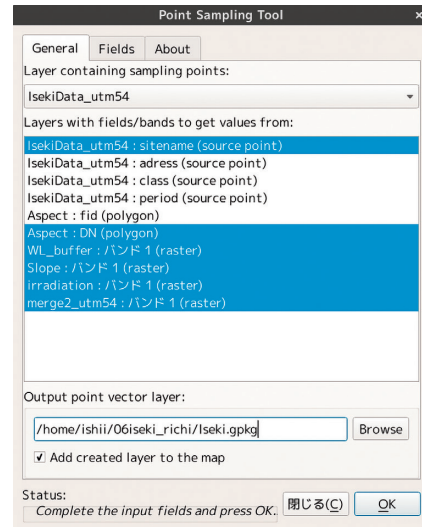 Point Sampling Tool ×
General Fields About
Layer containing sampling points:
IsekiData_utm54
Layers with fields/bands to get values from:
IsekiData_utm54 : sitename (source point)
IsekiData_utm54 : adress (source point)
IsekiData_utm54 : class (source point)
IsekiData_utm54 : period (source point)
Aspect : fid (polygon)
Aspect : DN (polygon)
WL_buffer : バンド 1 (raster)
Slope : バンド 1 (raster)
irradiation : バンド 1 (raster)
merge2_utm54 : バンド 1 (raster)
Output point vector layer:
/home/ishii/06iseki_richi/Iseki.gpkg Browse
Add created layer to the map
Status:
Complete the input fields and press OK. 閉じる(C) OK